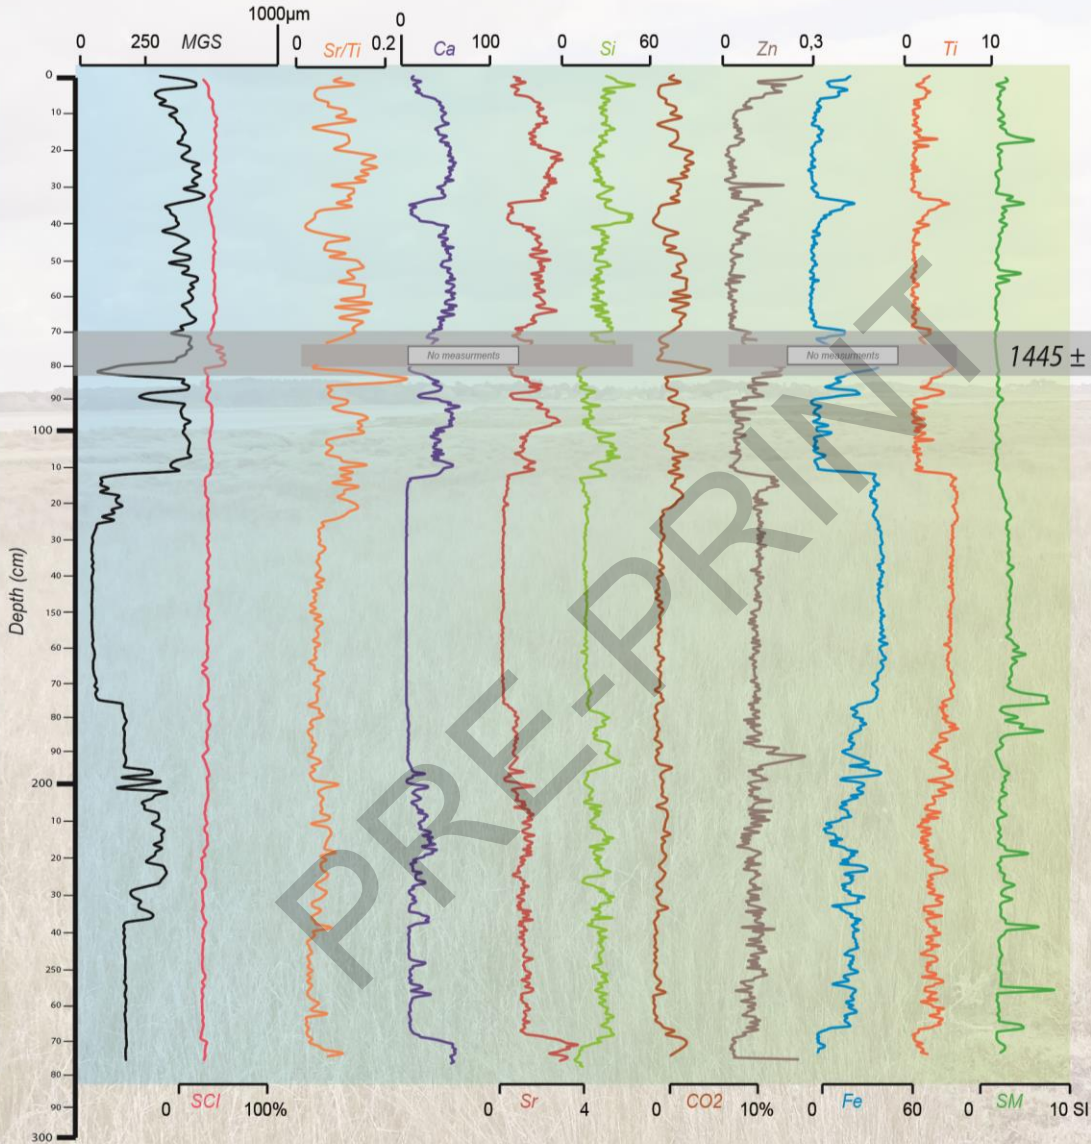 1000µm
0 250 MGS
0 Sr/Ti 0.2
0 Ca 100
0 Si 60
0 Zn 0,3
0 Ti 10
Depth (cm)
0
10
20
30
40
50
60
70
80
90
100
10
20
30
40
150
60
70
80
90
200
10
20
30
40
250
60
70
80
90
300
No measurments
No measurments
1445 ±
PRE-PRINT
0 SCI 100%
0 Sr 4
0 CO2 10%
0 Fe 60
0 SM 10 SI